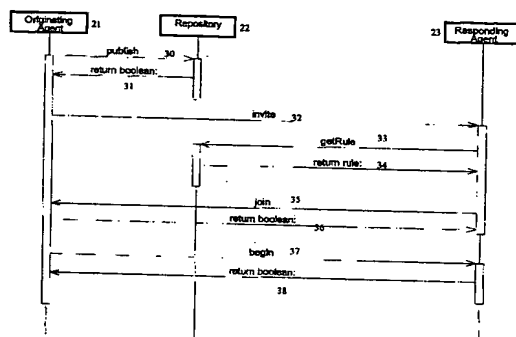 Originating Agent 21
Repository 22
23 Responding Agent
publish 30
return boolean:
31
invite 32
getRule 33
return rule: 34
join 35
return boolean: 36
begin 37
return boolean:
38